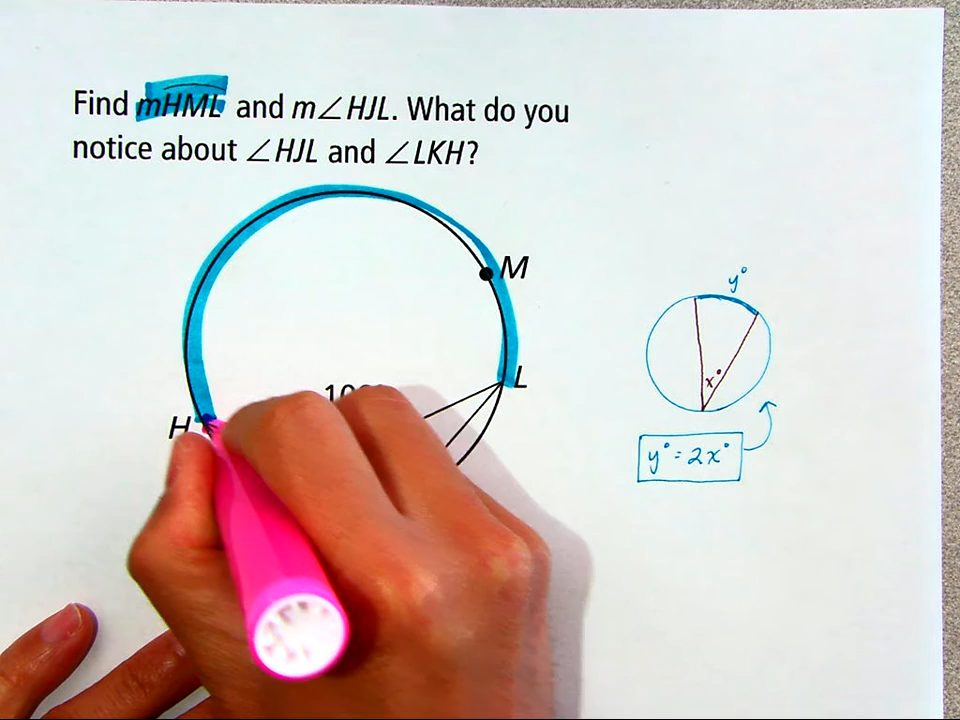 Find mHML and m∠HJL. What do you
notice about ∠HJL and ∠LKH?
M
L
H
y°
x°
y° = 2x°